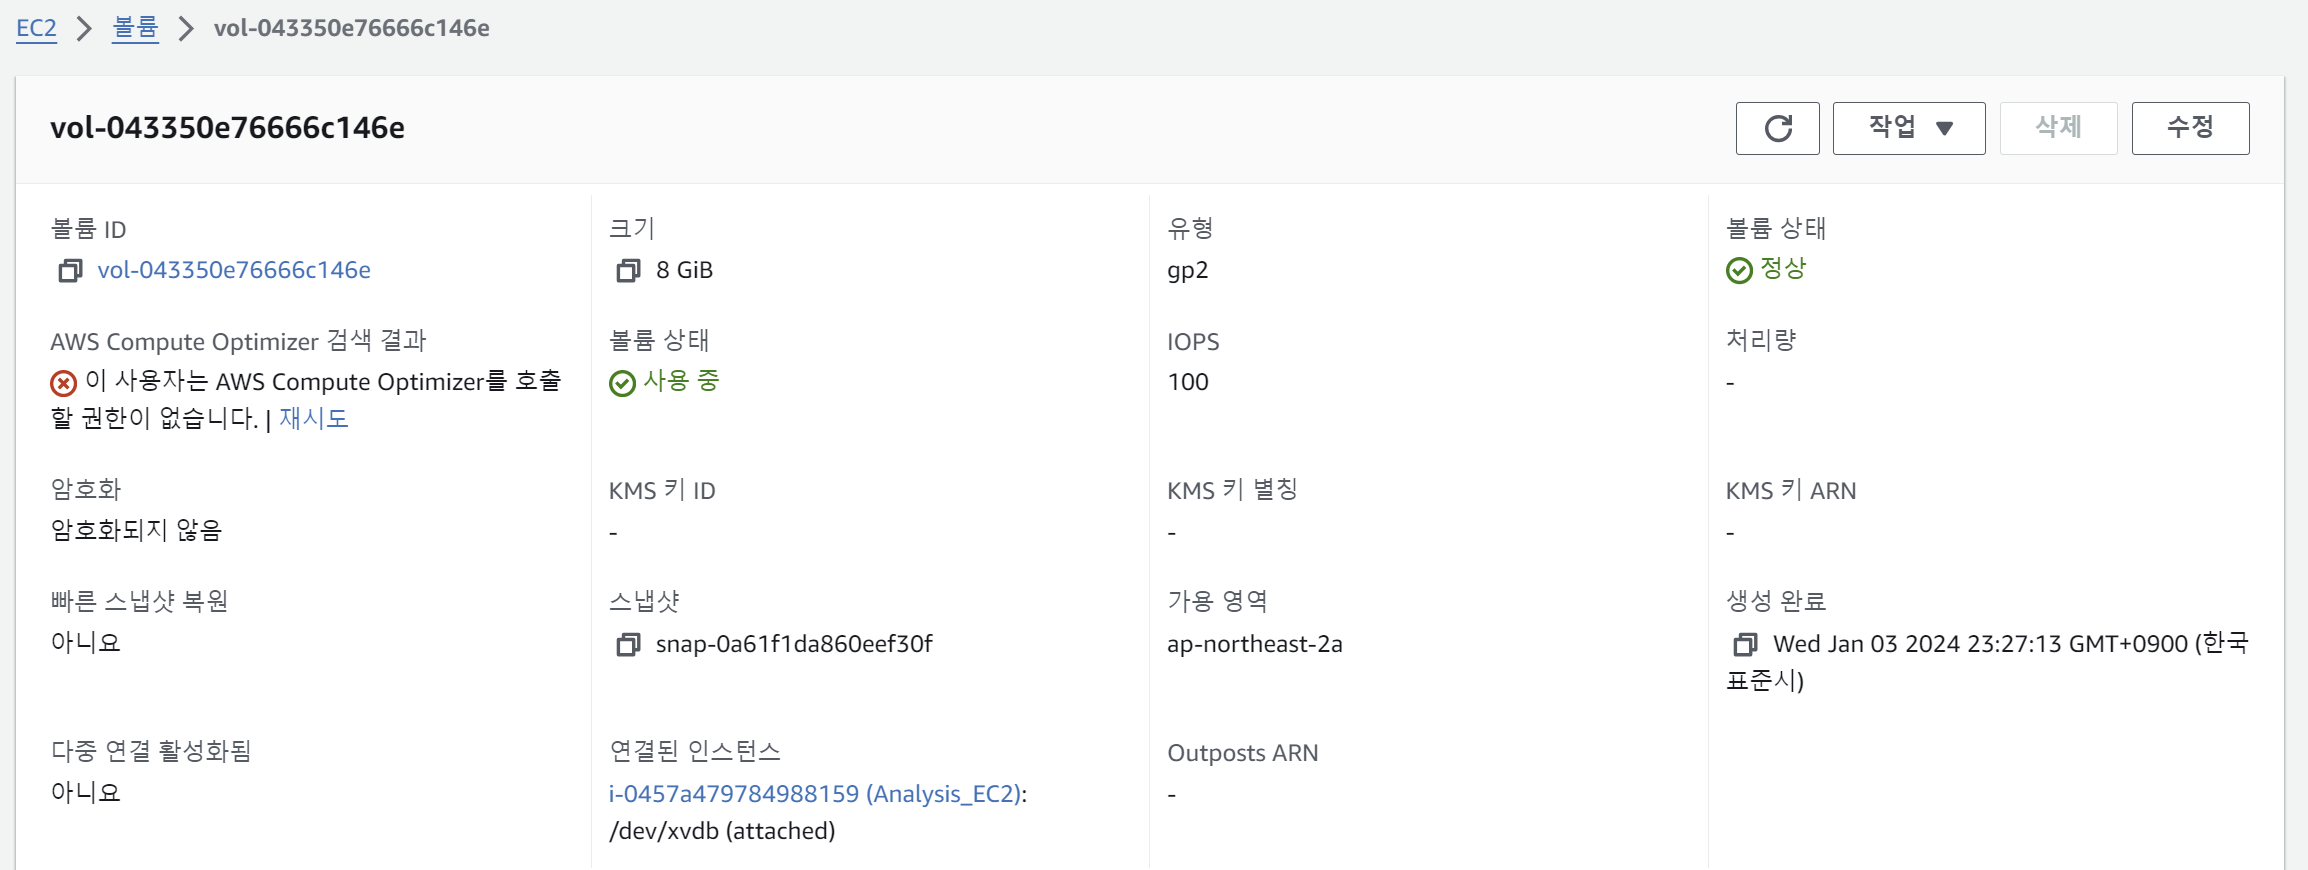 EC2 > 볼륨 > vol-043350e76666c146e
vol-043350e76666c146e
작업 ▼
삭제
수정
볼륨 ID
vol-043350e76666c146e
크기
8 GiB
유형
gp2
볼륨 상태
정상
AWS Compute Optimizer 검색 결과
이 사용자는 AWS Compute Optimizer를 호출
할 권한이 없습니다. | 재시도
볼륨 상태
사용 중
IOPS
100
처리량
-
암호화
암호화되지 않음
KMS 키 ID
-
KMS 키 별칭
-
KMS 키 ARN
-
빠른 스냅샷 복원
아니요
스냅샷
snap-0a61f1da860eef30f
가용 영역
ap-northeast-2a
생성 완료
Wed Jan 03 2024 23:27:13 GMT+0900 (한국
표준시)
다중 연결 활성화됨
아니요
연결된 인스턴스
i-0457a479784988159 (Analysis_EC2):
/dev/xvdb (attached)
Outposts ARN
-